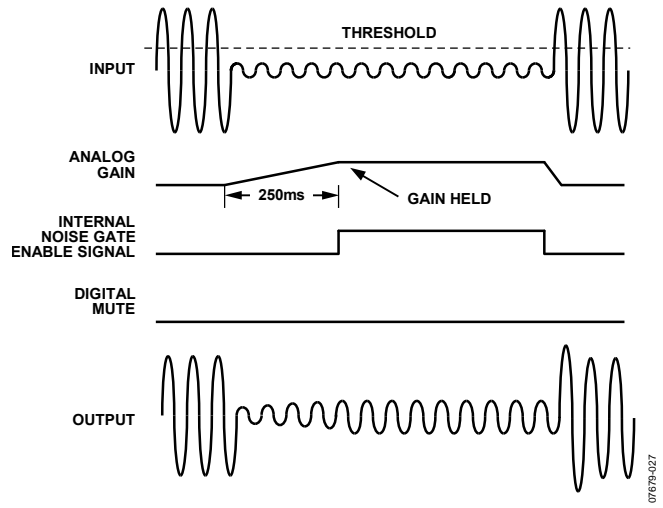 THRESHOLD
INPUT
ANALOG
GAIN
250ms
GAIN HELD
INTERNAL
NOISE GATE
ENABLE SIGNAL
DIGITAL
MUTE
OUTPUT
07679-027